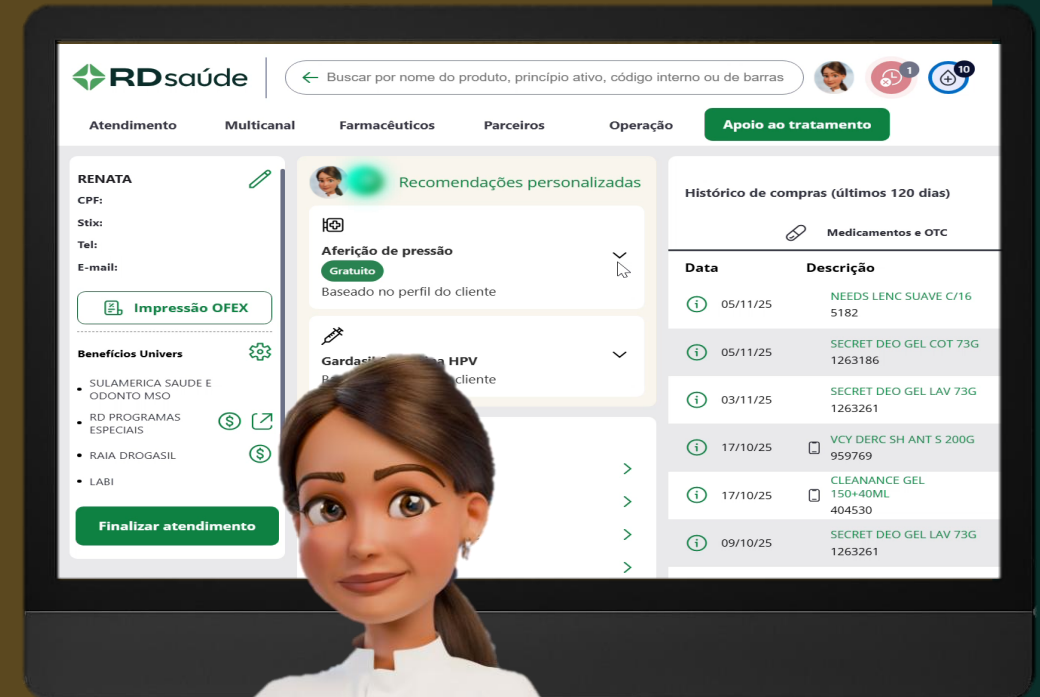 RDsaúde
Buscar por nome do produto, princípio ativo, código interno ou de barras
1
10
Atendimento
Multicanal
Farmacêuticos
Parceiros
Operação
Apoio ao tratamento
RENATA
CPF:
Stix:
Tel:
E-mail:
Impressão OFEX
Benefícios Univers
SULAMERICA SAUDE E
ODONTO MSO
RD PROGRAMAS
ESPECIAIS
RAIA DROGASIL
LABI
Finalizar atendimento
Recomendações personalizadas
Aferição de pressão
Gratuito
Baseado no perfil do cliente
HPV
cliente
Histórico de compras (últimos 120 dias)
Medicamentos e OTC
Data Descrição
05/11/25 NEEDS LENC SUAVE C/16
5182
05/11/25 SECRET DEO GEL COT 73G
1263186
03/11/25 SECRET DEO GEL LAV 73G
1263261
17/10/25 VCY DERC SH ANT S 200G
959769
17/10/25 CLEANANCE GEL
150+40ML
404530
09/10/25 SECRET DEO GEL LAV 73G
1263261